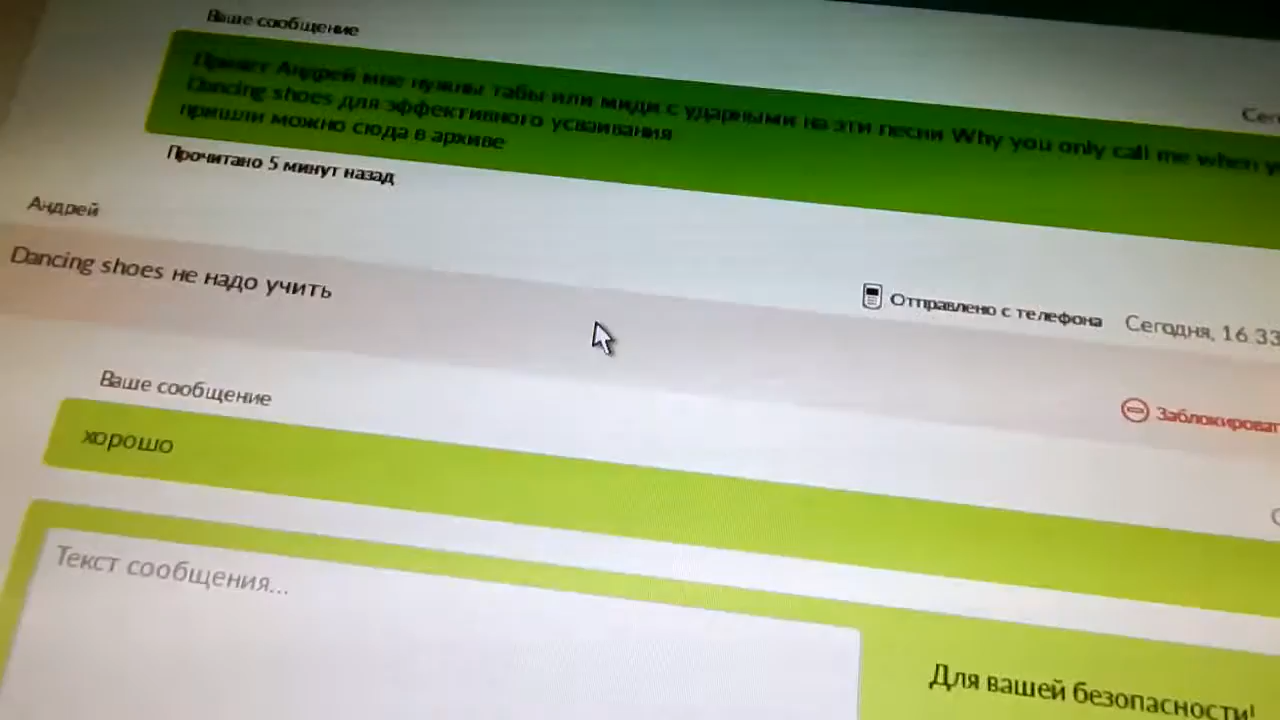 Ваше сообщение
Привет Андрей мне нужны табы или миди с ударными на эти песни Why you only call me when
Dancing shoes для эффективного усваивания
пришли можно сюда в архиве
Прочитано 5 минут назад
Андрей
Dancing shoes не надо учить
Отправлено с телефона Сегодня, 16:33
Ваше сообщение
хорошо
Текст сообщения...
Для вашей безопасности!